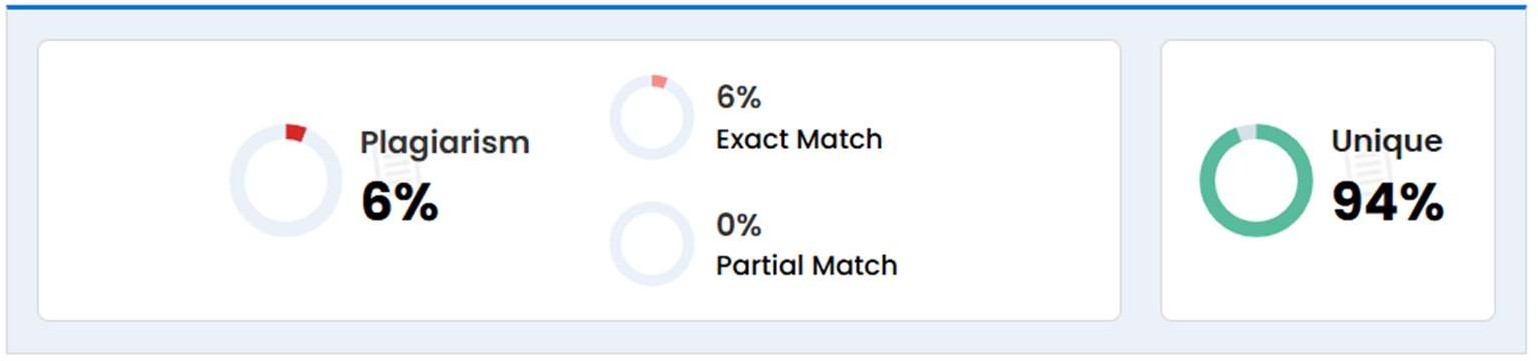 Plagiarism
6%
6%
Exact Match
0%
Partial Match
Unique
94%